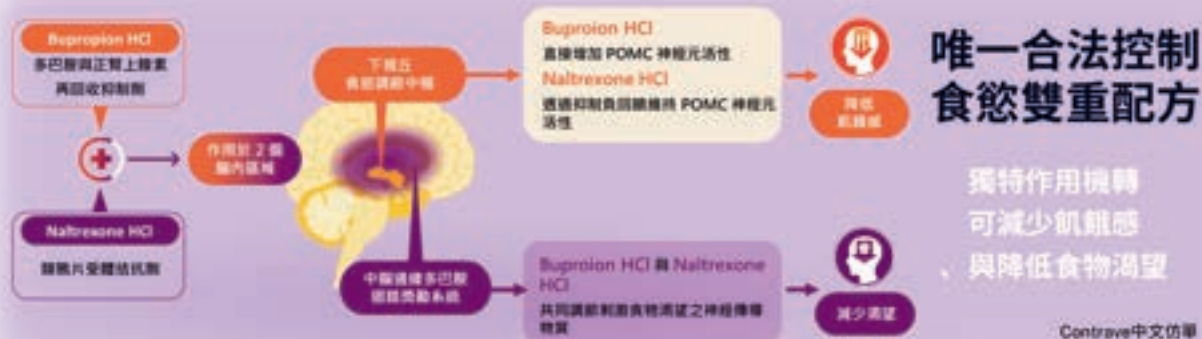 Bupropion HCl
多巴胺與正腎上腺素
再回收抑制劑
Naltrexone HCl
類鴉片受體拮抗劑
作用於 2 個
腦內區域
下視丘
食慾調節中樞
中腦邊緣多巴胺
迴路獎勵系統
Buproion HCl
直接增加 POMC 神經元活性
Naltrexone HCl
透過抑制負回饋維持 POMC 神經元
活性
降低
飢餓感
Buproion HCl 與 Naltrexone
HCl
共同調節刺激食物渴望之神經傳導
物質
減少渴望
唯一合法控制
食慾雙重配方
獨特作用機轉
可減少飢餓感
、與降低食物渴望
Contrave中文仿單